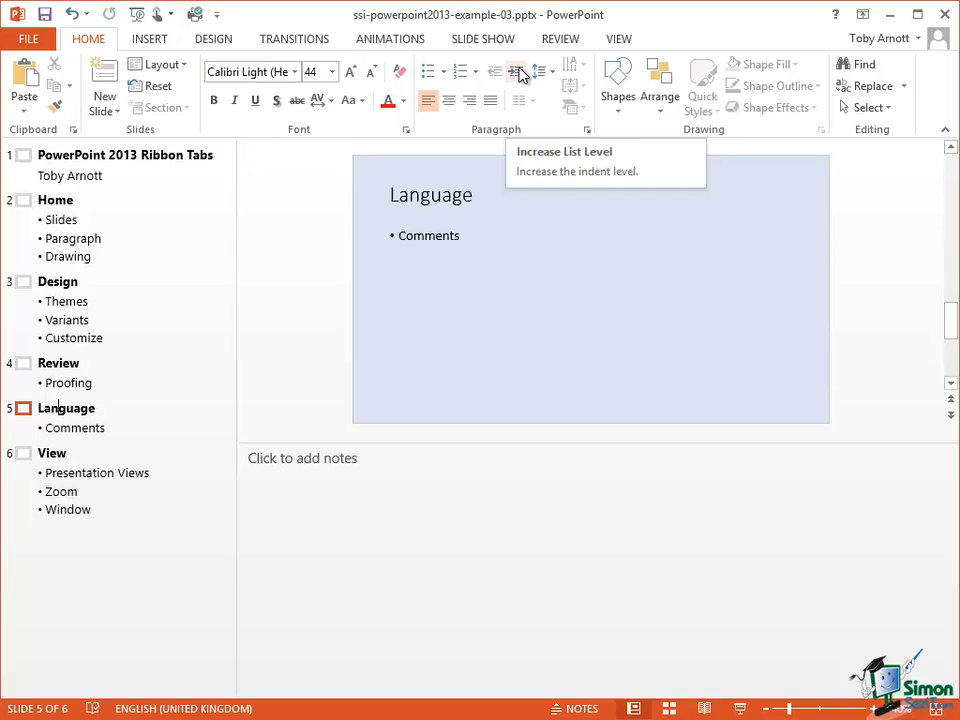 ssi-powerpoint2013-example-03.pptx - PowerPoint
FILE HOME INSERT DESIGN TRANSITIONS ANIMATIONS SLIDE SHOW REVIEW VIEW Toby Arnott
Paste
Clipboard
New
Slide
Layout
Reset
Section
Slides
Calibri Light (He 44
B I U S abc AV Aa A
Font
Paragraph
Shapes
Arrange
Quick
Styles
Shape Fill
Shape Outline
Shape Effects
Drawing
Find
Replace
Select
Editing
Increase List Level
Increase the indent level.
1 PowerPoint 2013 Ribbon Tabs
Toby Arnott
2 Home
• Slides
• Paragraph
• Drawing
3 Design
• Themes
• Variants
• Customize
4 Review
• Proofing
5 Language
• Comments
6 View
• Presentation Views
• Zoom
• Window
Language
• Comments
Click to add notes
SLIDE 5 OF 6 ENGLISH (UNITED KINGDOM) NOTES
Simon